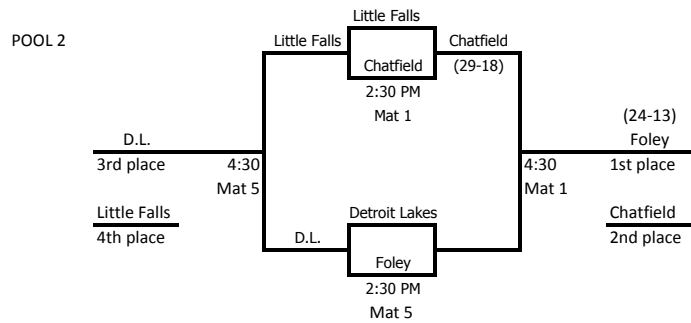 POOL 2
Little Falls
Little Falls
Chatfield
Chatfield
(29-18)
2:30 PM
Mat 1
(24-13)
D.L.
Foley
3rd place
4:30
4:30
1st place
Mat 5
Mat 1
Little Falls
Detroit Lakes
Chatfield
4th place
D.L.
2nd place
Foley
2:30 PM
Mat 5